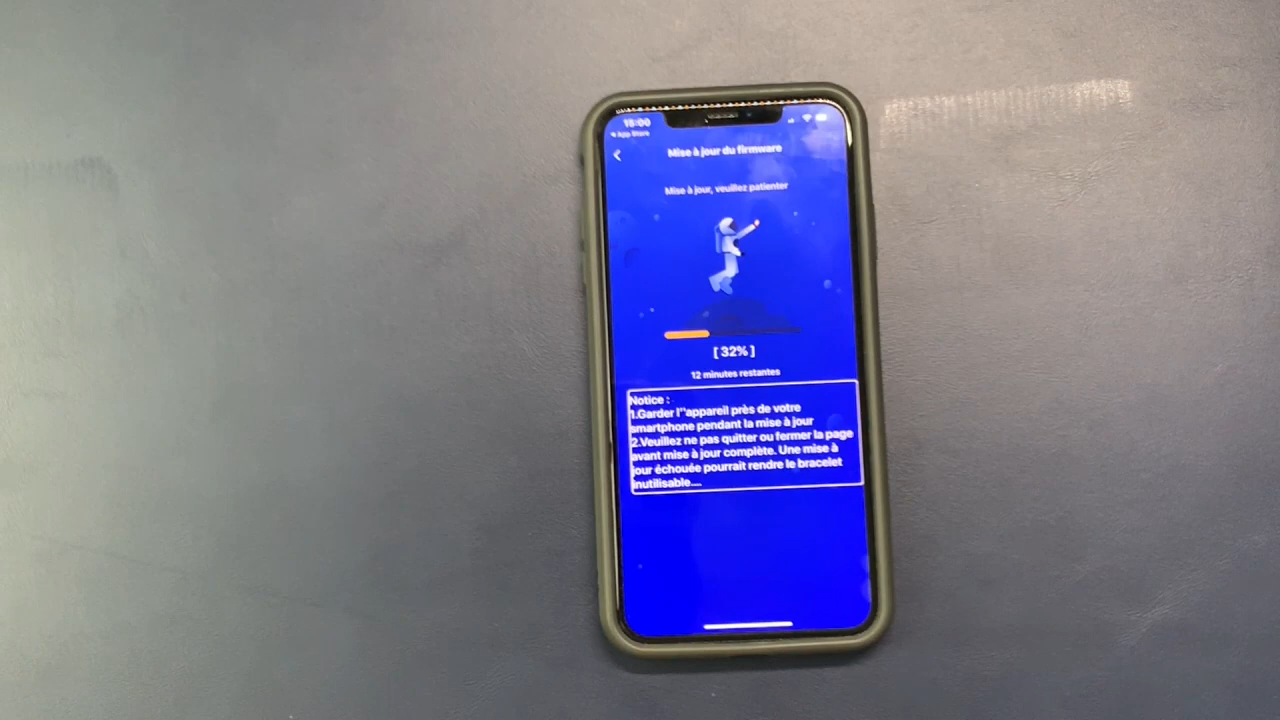 15:00
App Store
Mise à jour du firmware
Mise à jour, veuillez patienter
[ 32% ]
12 minutes restantes
Notice :
1.Garder l''appareil près de votre
smartphone pendant la mise à jour
2.Veuillez ne pas quitter ou fermer la page
avant mise à jour complète. Une mise à
jour échouée pourrait rendre le bracelet
inutilisable....